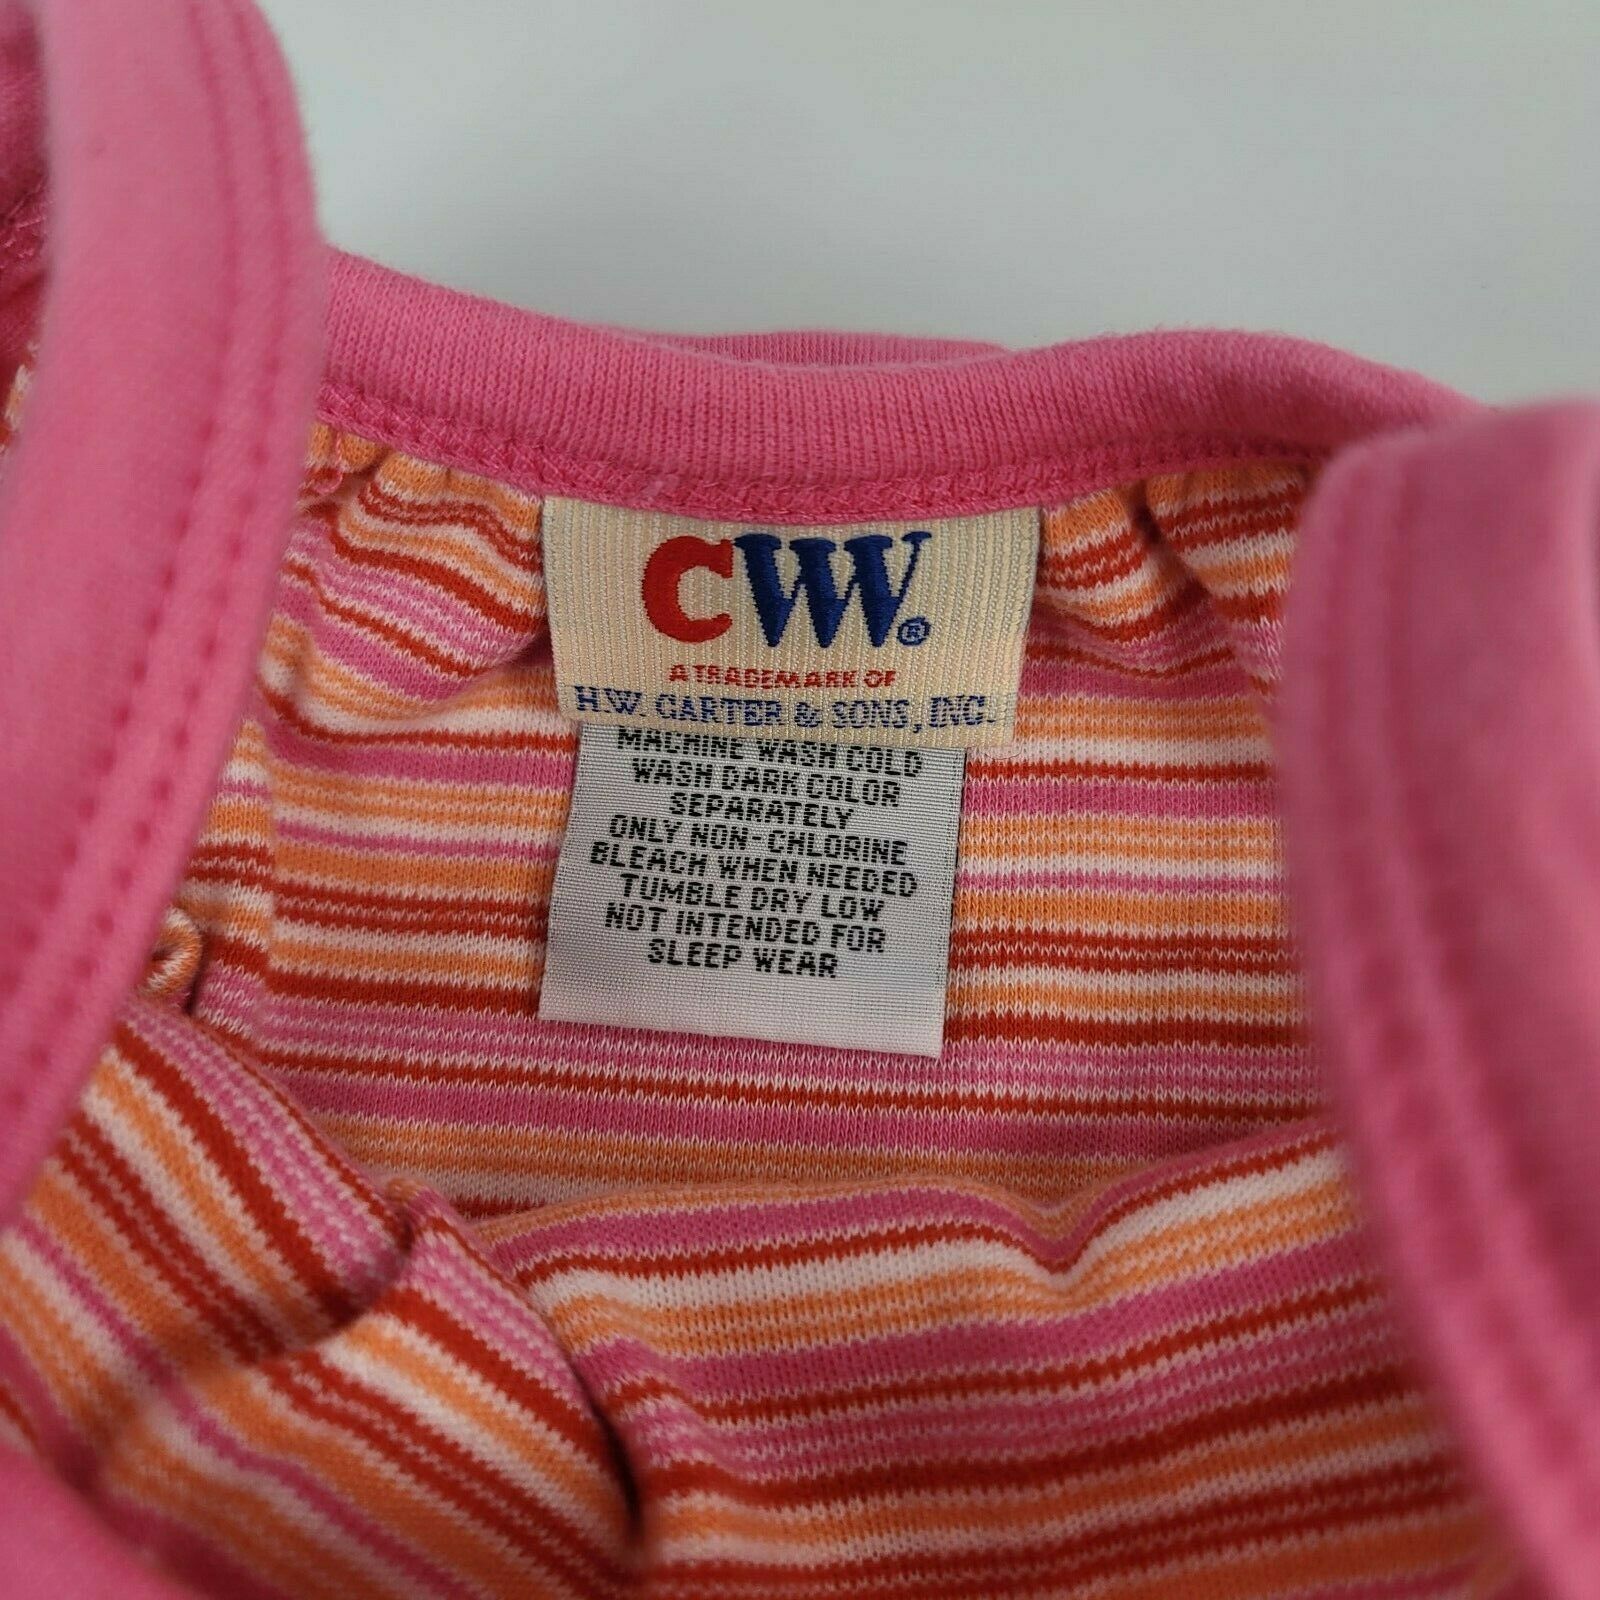 CW®
A TRADEMARK OF
H.W. CARTER & SONS, INC.
MACHINE WASH COLD
WASH DARK COLOR
SEPARATELY
ONLY NON-CHLORINE
BLEACH WHEN NEEDED
TUMBLE DRY LOW
NOT INTENDED FOR
SLEEP WEAR